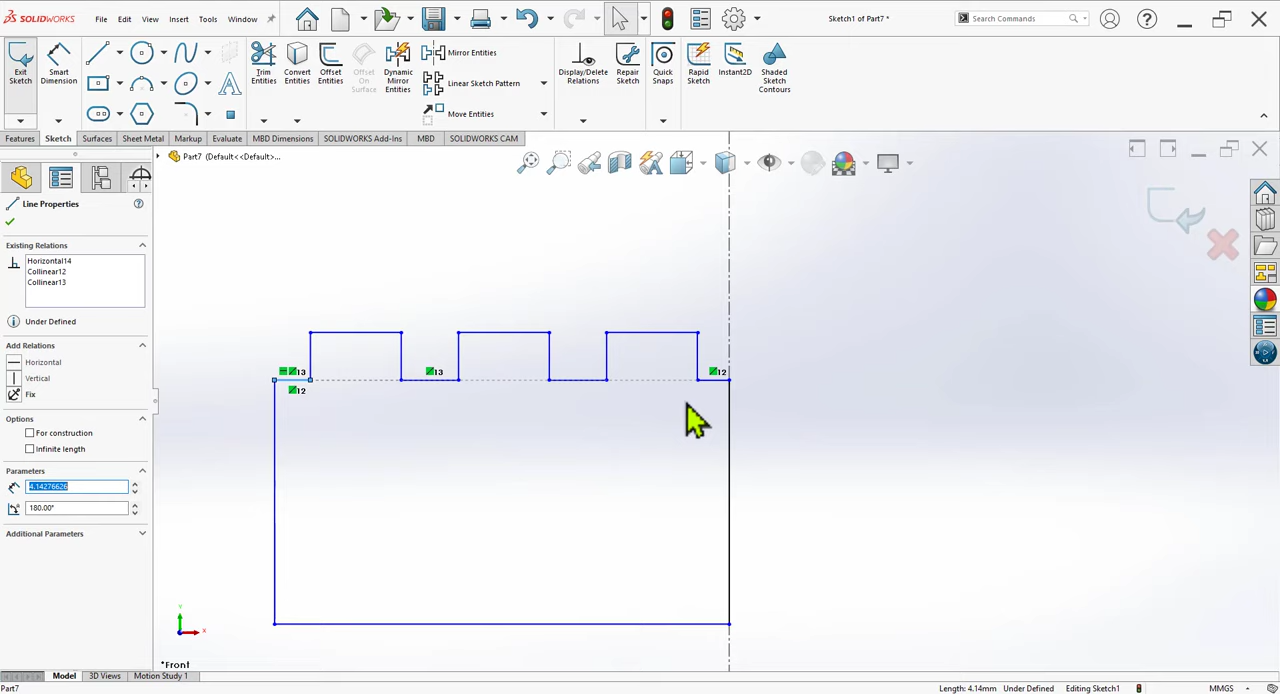 SOLIDWORKS File Edit View Insert Tools Window Sketch1 of Part7 * Search Commands
Exit Sketch
Smart Dimension
Trim Entities
Convert Entities
Offset Entities
Offset On Surface
Dynamic Mirror Entities
Mirror Entities
Linear Sketch Pattern
Move Entities
Display/Delete Relations
Repair Sketch
Quick Snaps
Rapid Sketch
Instant2D
Shaded Sketch Contours
Features Sketch Surfaces Sheet Metal Markup Evaluate MBD Dimensions SOLIDWORKS Add-Ins MBD SOLIDWORKS CAM
Part7 (Default<<Default>...
Line Properties
Existing Relations
Horizontal14
Collinear12
Collinear13
Under Defined
Add Relations
Horizontal
Vertical
Fix
Options
For construction
Infinite length
Parameters
4.14276626
180.00°
Additional Parameters
13 13 12
12
Y
X
*Front
Model 3D Views Motion Study 1
Part7 Length: 4.14mm Under Defined Editing Sketch1 MMGS